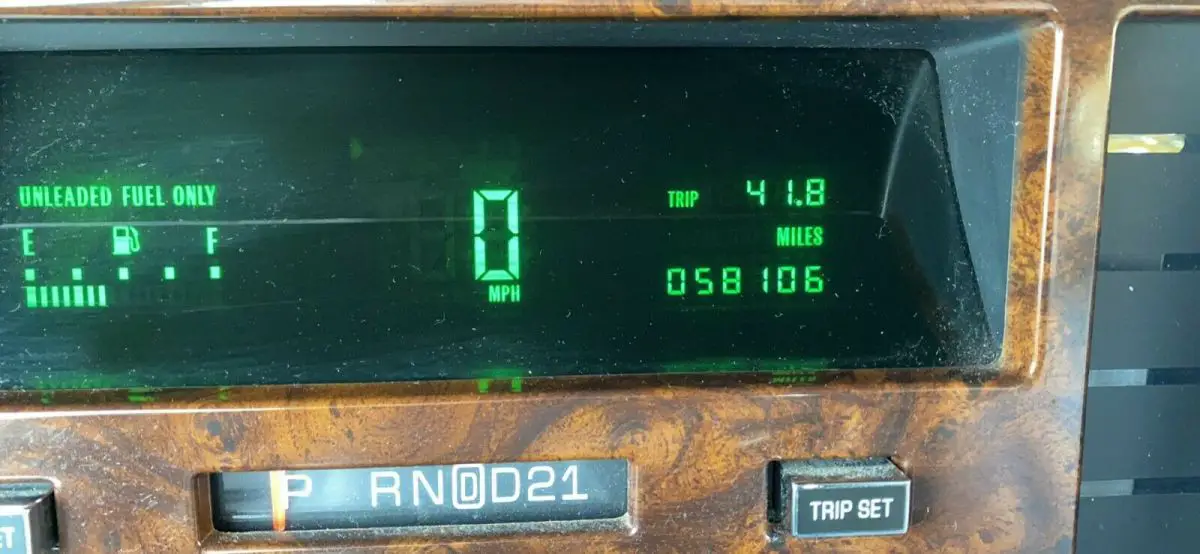 UNLEADED FUEL ONLY
E F
0
MPH
TRIP 41.8
MILES
058106
P RN D D21
TRIP SET